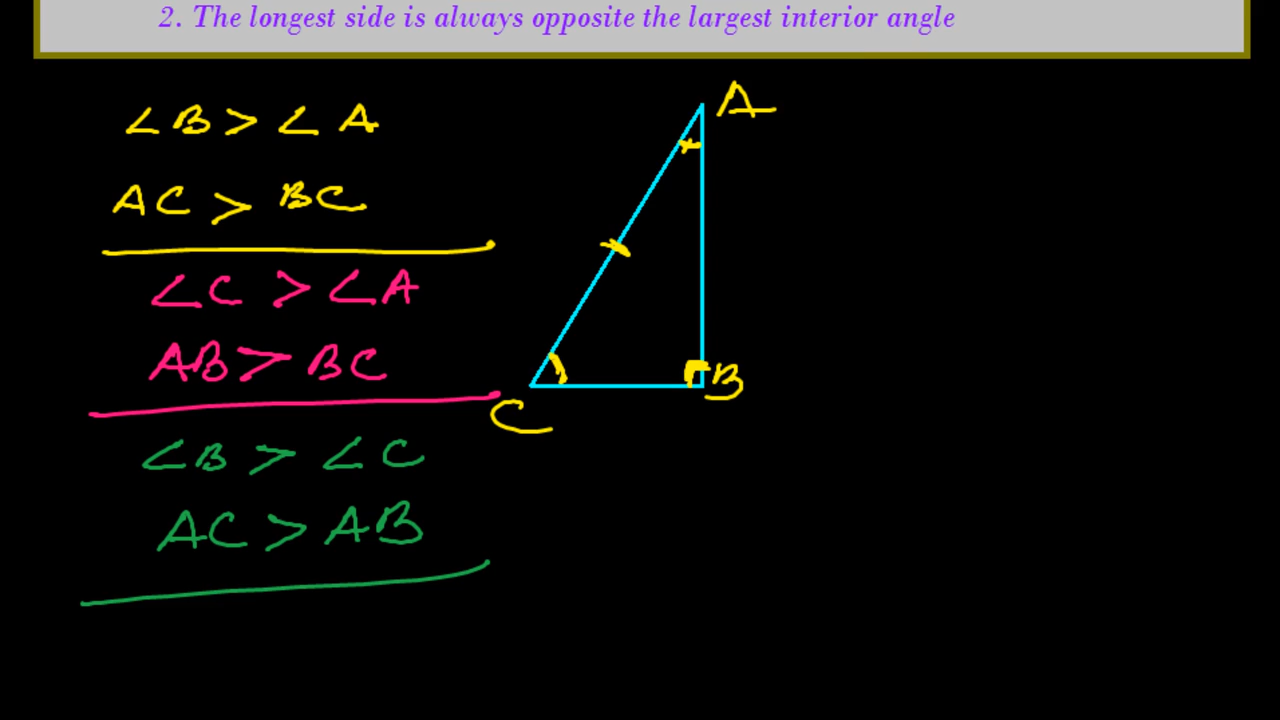 2. The longest side is always opposite the largest interior angle
∠B > ∠A
AC > BC
∠C > ∠A
AB > BC
∠B > ∠C
AC > AB
A
B
C